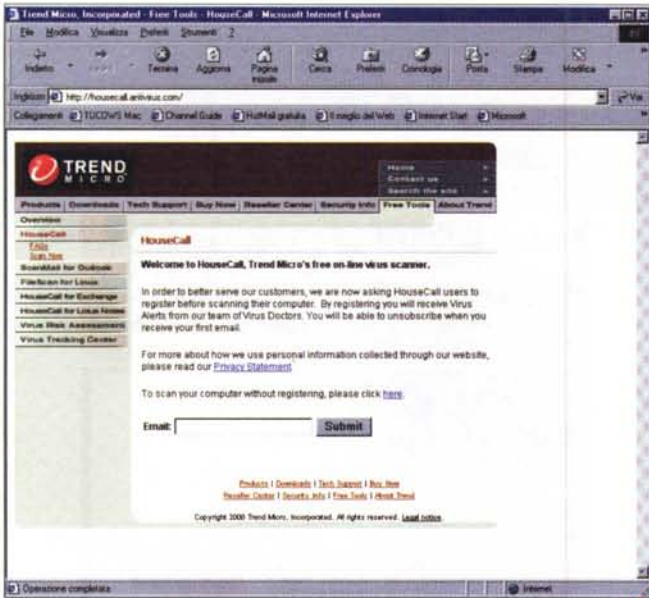 Trend Micro, Incorporated - Free Tools - HouseCall - Microsoft Internet Explorer
File Modifica Visualizza Preferiti Strumenti ?
Indietro Termina Aggiorna Pagina iniziale Cerca Preferiti Cronologia Posta Stampa Modifica
Indirizzo http://housecall.antivirus.com/ Vai
Collegamenti TUCOWS Mac Channel Guide HotMail gratuita Il meglio del Web Internet Start Microsoft
TREND
MICRO
Home
Contact us
Search the site
Products Downloads Tech Support Buy Now Reseller Center Security Info Free Tools About Trend
Overview
HouseCall
FAQs
Scan Now
ScanMail for Outlook
FileScan for Linux
HouseCall for Exchange
HouseCall for Lotus Notes
Virus Risk Assessment
Virus Tracking Center
HouseCall
Welcome to HouseCall, Trend Micro's free on-line virus scanner.
In order to better serve our customers, we are now asking HouseCall users to
register before scanning their computer. By registering you will receive Virus
Alerts from our team of Virus Doctors. You will be able to unsubscribe when you
receive your first email.
For more about how we use personal information collected through our website,
please read our Privacy Statement.
To scan your computer without registering, please click here.
Email: Submit
Products | Downloads | Tech Support | Buy Now
Reseller Center | Security Info | Free Tools | About Trend
Copyright 2000 Trend Micro, Incorporated. All rights reserved. Legal notice.
Operazione completata Internet